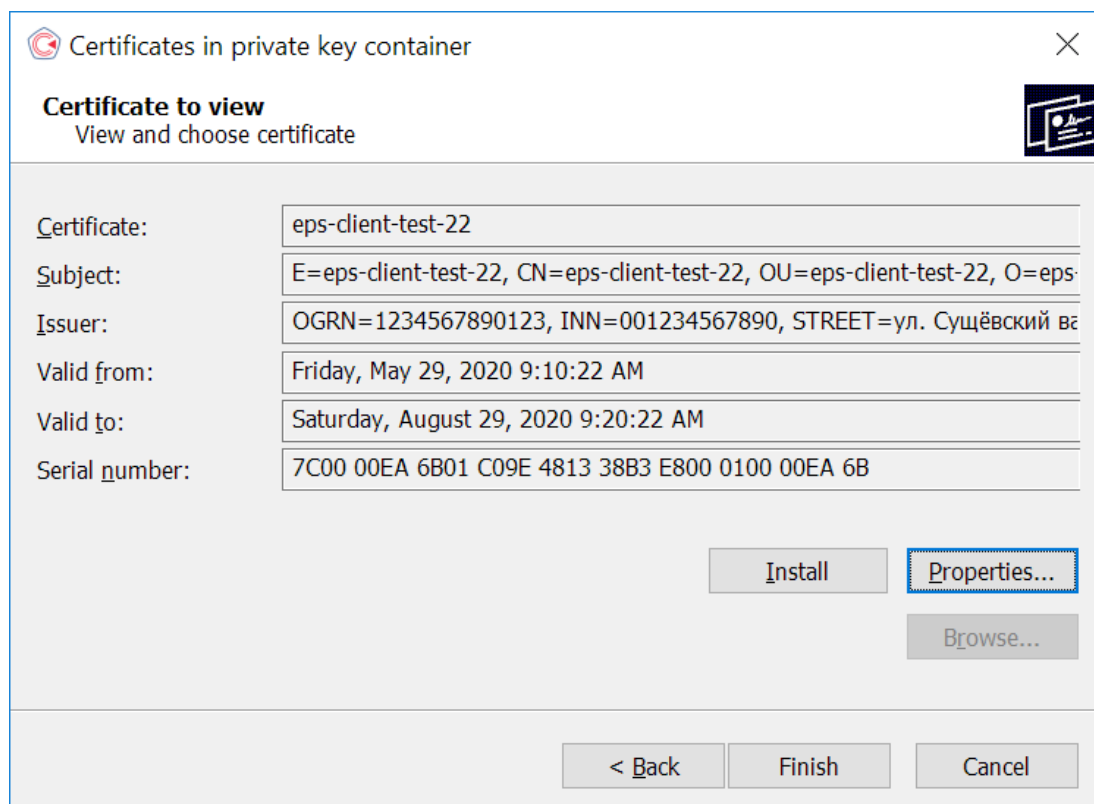 Certificates in private key container
Certificate to view
View and choose certificate
Certificate: eps-client-test-22
Subject: E=eps-client-test-22, CN=eps-client-test-22, OU=eps-client-test-22, O=eps-
Issuer: OGRN=1234567890123, INN=001234567890, STREET=ул. Сущёвский ва
Valid from: Friday, May 29, 2020 9:10:22 AM
Valid to: Saturday, August 29, 2020 9:20:22 AM
Serial number: 7C00 00EA 6B01 C09E 4813 38B3 E800 0100 00EA 6B
Install Properties...
Browse...
< Back Finish Cancel